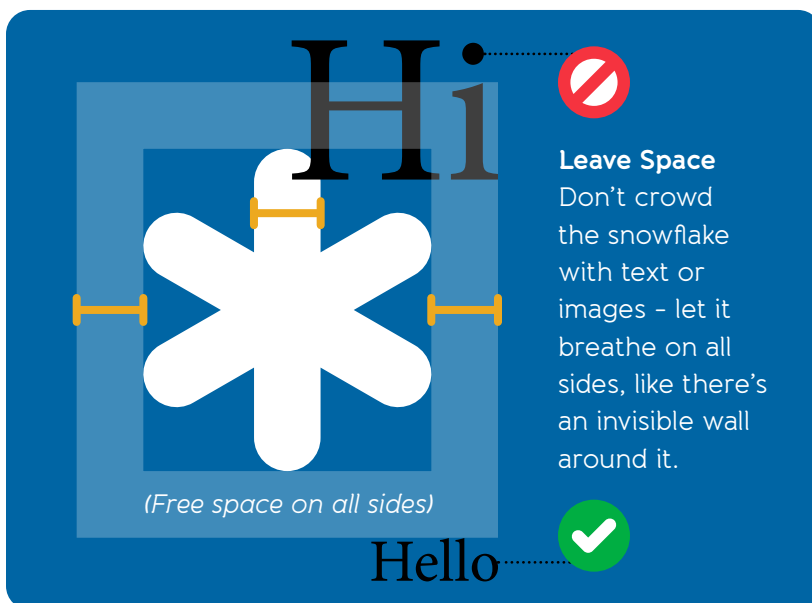 Hi
Leave Space
Don’t crowd
the snowflake
with text or
images - let it
breathe on all
sides, like there’s
an invisible wall
around it.
(Free space on all sides)
Hello